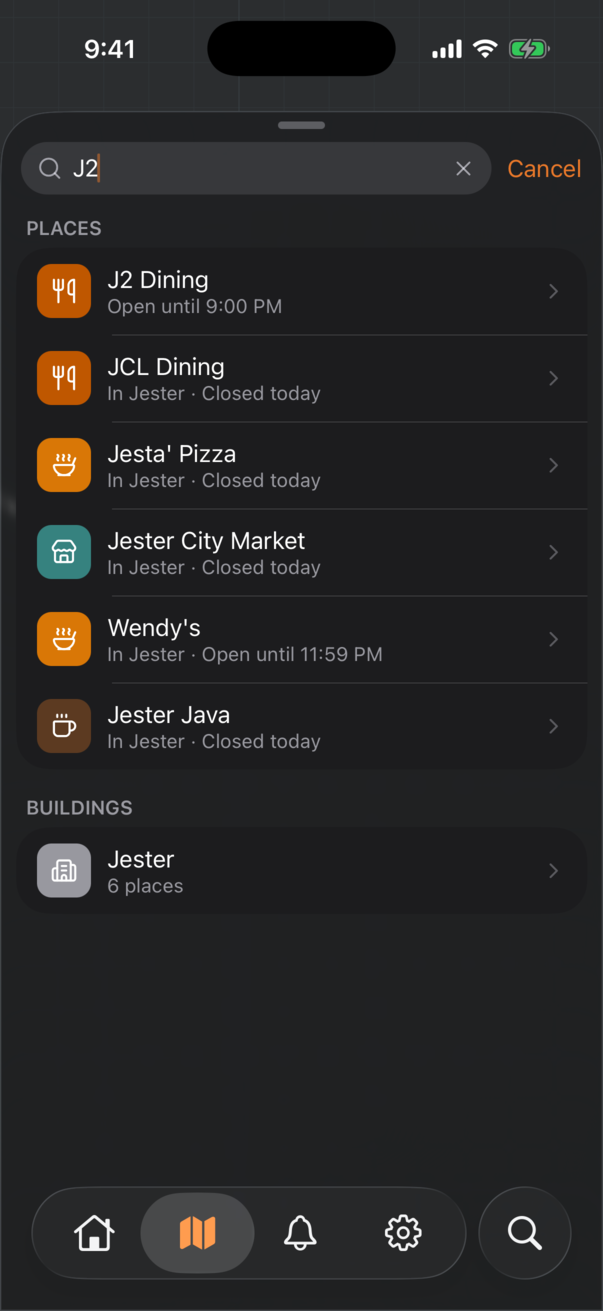 9:41
J2
Cancel
PLACES
J2 Dining
Open until 9:00 PM
JCL Dining
In Jester · Closed today
Jesta' Pizza
In Jester · Closed today
Jester City Market
In Jester · Closed today
Wendy's
In Jester · Open until 11:59 PM
Jester Java
In Jester · Closed today
BUILDINGS
Jester
6 places